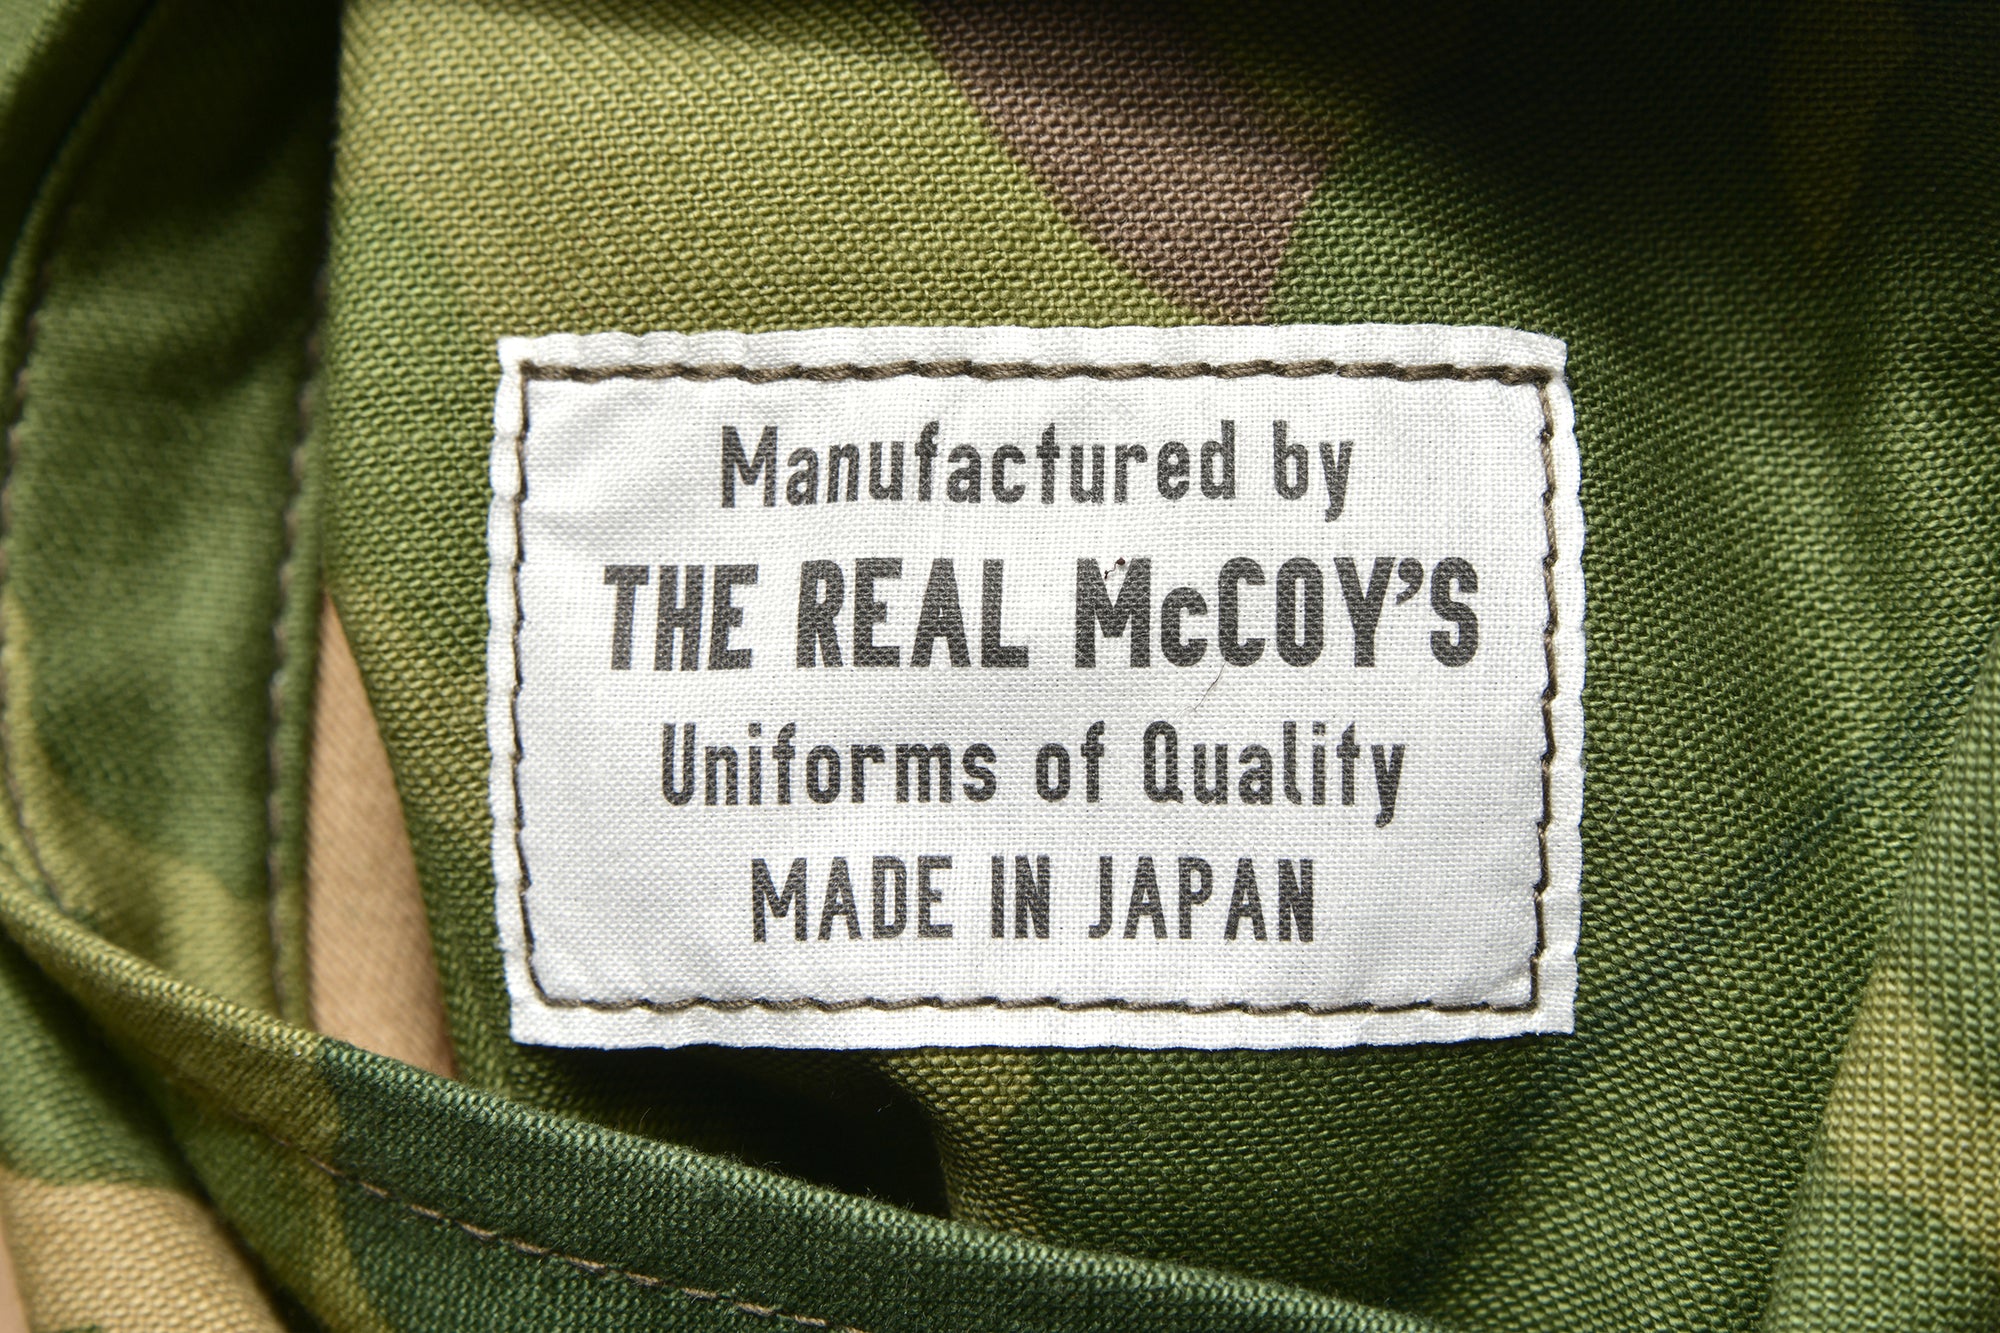 Manufactured by
THE REAL McCOY'S
Uniforms of Quality
MADE IN JAPAN